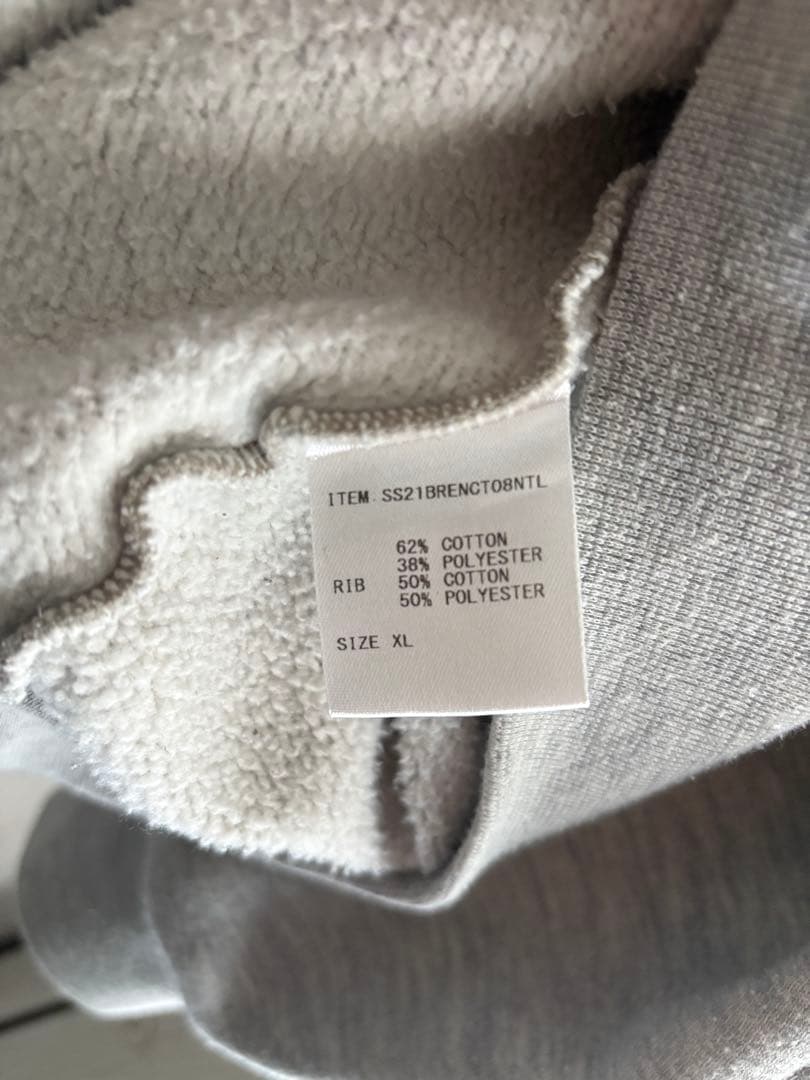 ITEM. SS21BRENCT08NTL
62% COTTON
38% POLYESTER
RIB 50% COTTON
50% POLYESTER
SIZE XL